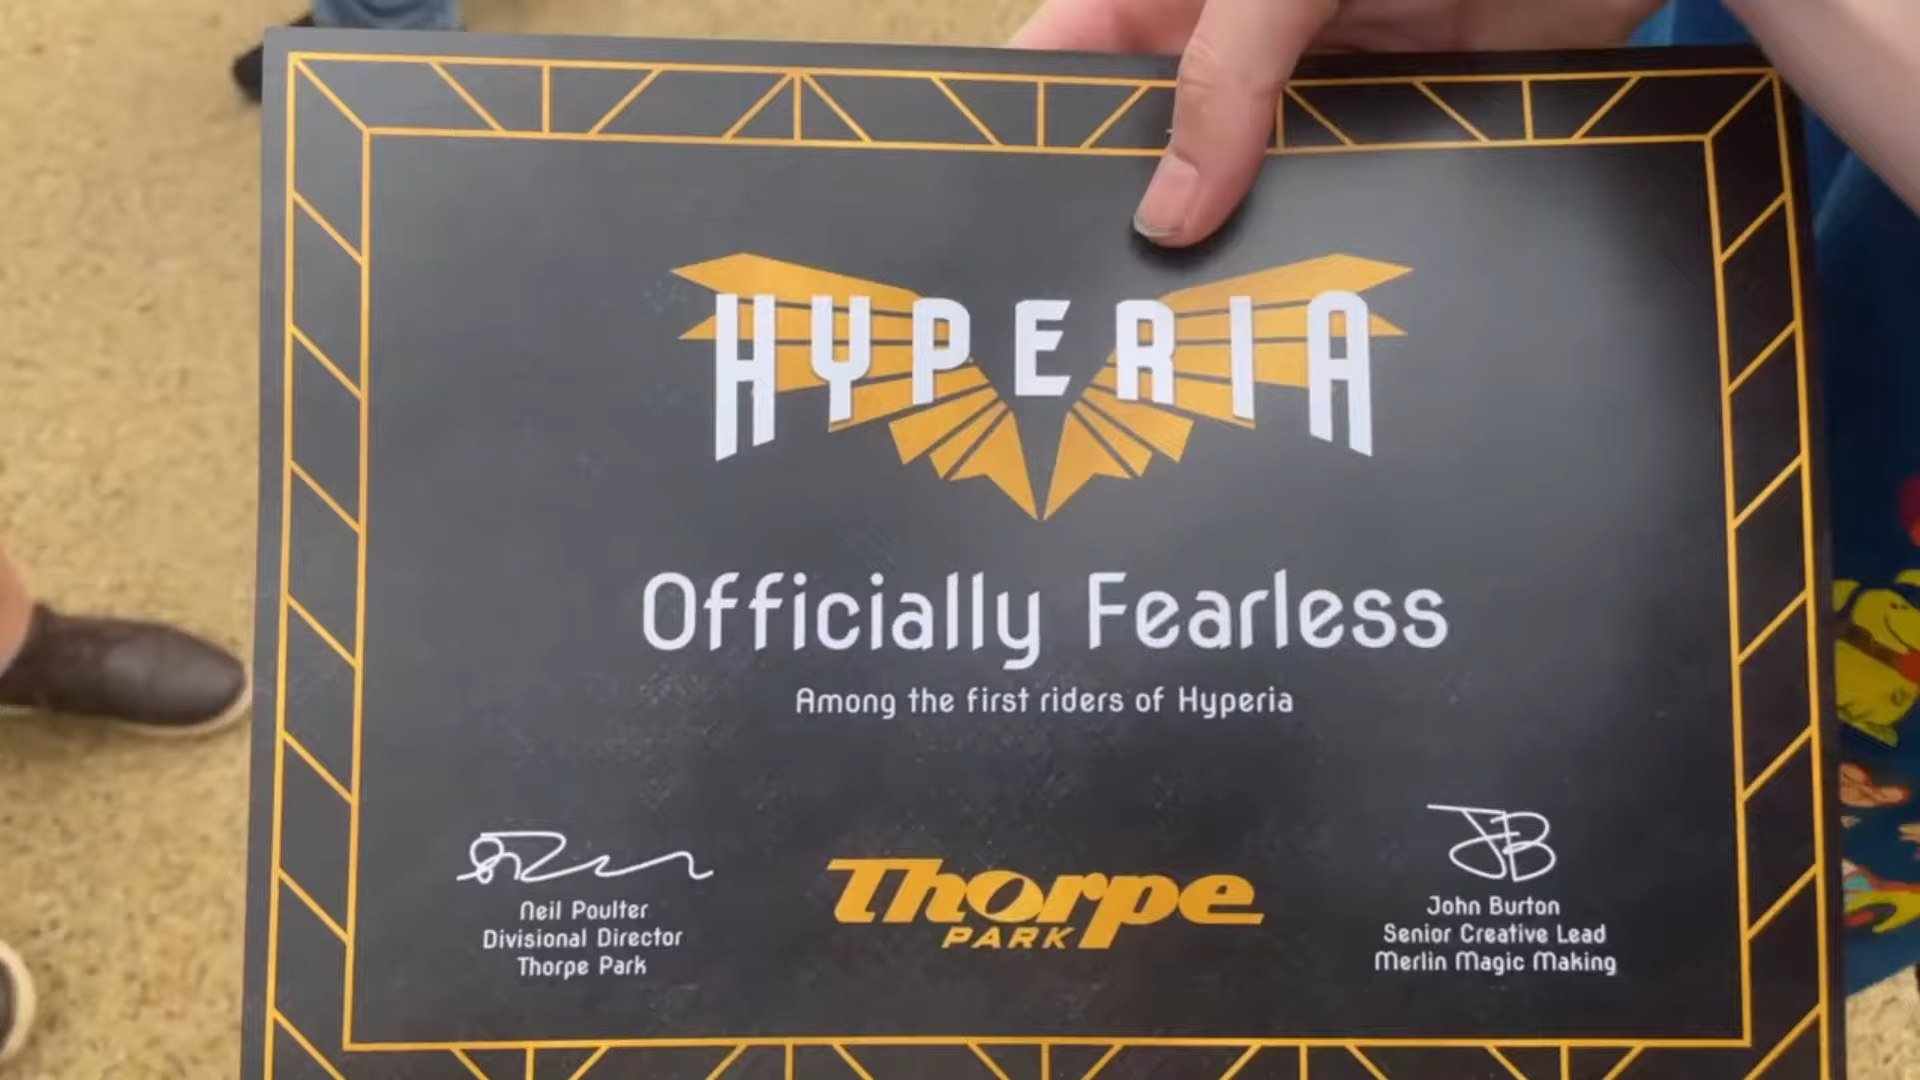 HYPERIA
Officially Fearless
Among the first riders of Hyperia
Neil Poulter
Divisional Director
Thorpe Park
Thorpe
PARK
John Burton
Senior Creative Lead
Merlin Magic Making